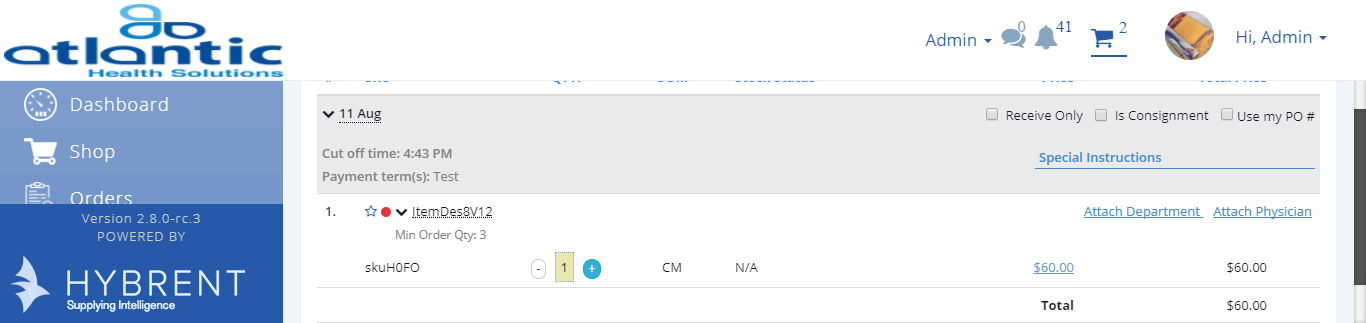 atlantic
Health Solutions
Admin
0
41
2
Hi, Admin
Dashboard
Shop
Orders
Version 2.8.0-rc.3
POWERED BY
HYBRENT
Supplying Intelligence
11 Aug
Receive Only
Is Consignment
Use my PO #
Cut off time: 4:43 PM
Special Instructions
Payment term(s): Test
1.
ItemDes8V12
Attach Department
Attach Physician
Min Order Qty: 3
skuH0FO
-
1
+
CM
N/A
$60.00
$60.00
Total
$60.00